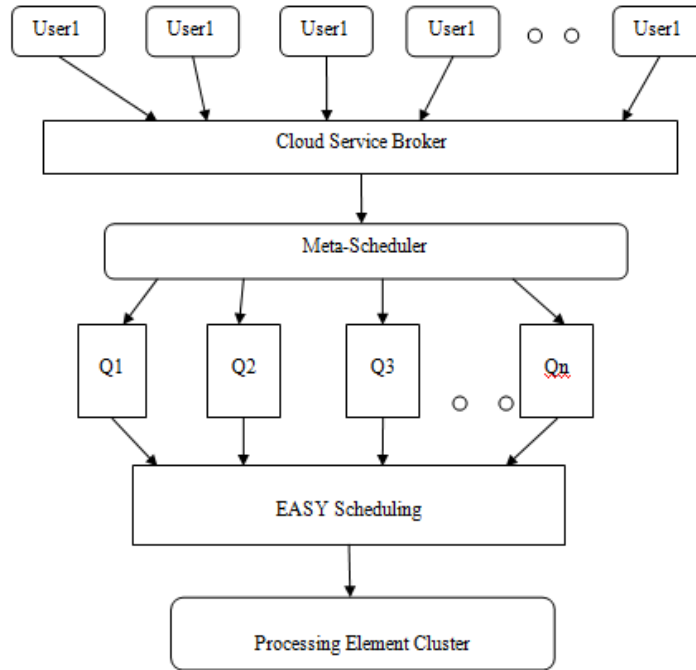 User1
User1
User1
User1
User1
Cloud Service Broker
Meta-Scheduler
Q1
Q2
Q3
Qn
EASY Scheduling
Processing Element Cluster